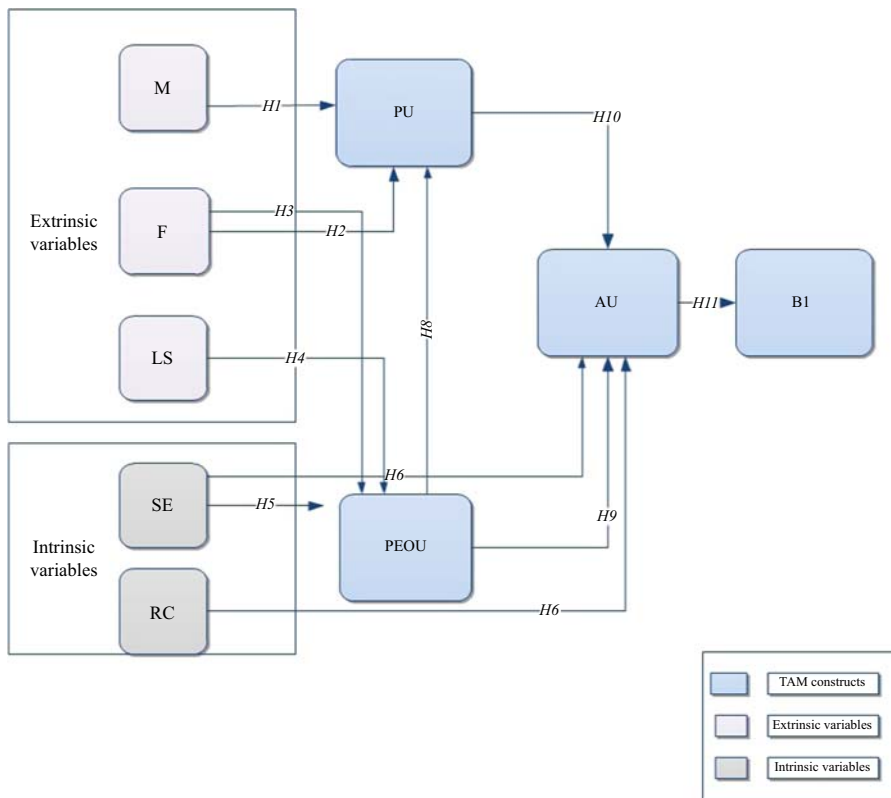 M
H1
PU
H10
Extrinsic
variables
F
H3
H2
LS
H4
H8
AU
H11
B1
Intrinsic
variables
SE
H6
H5
PEOU
H9
RC
H6
TAM constructs
Extrinsic variables
Intrinsic variables